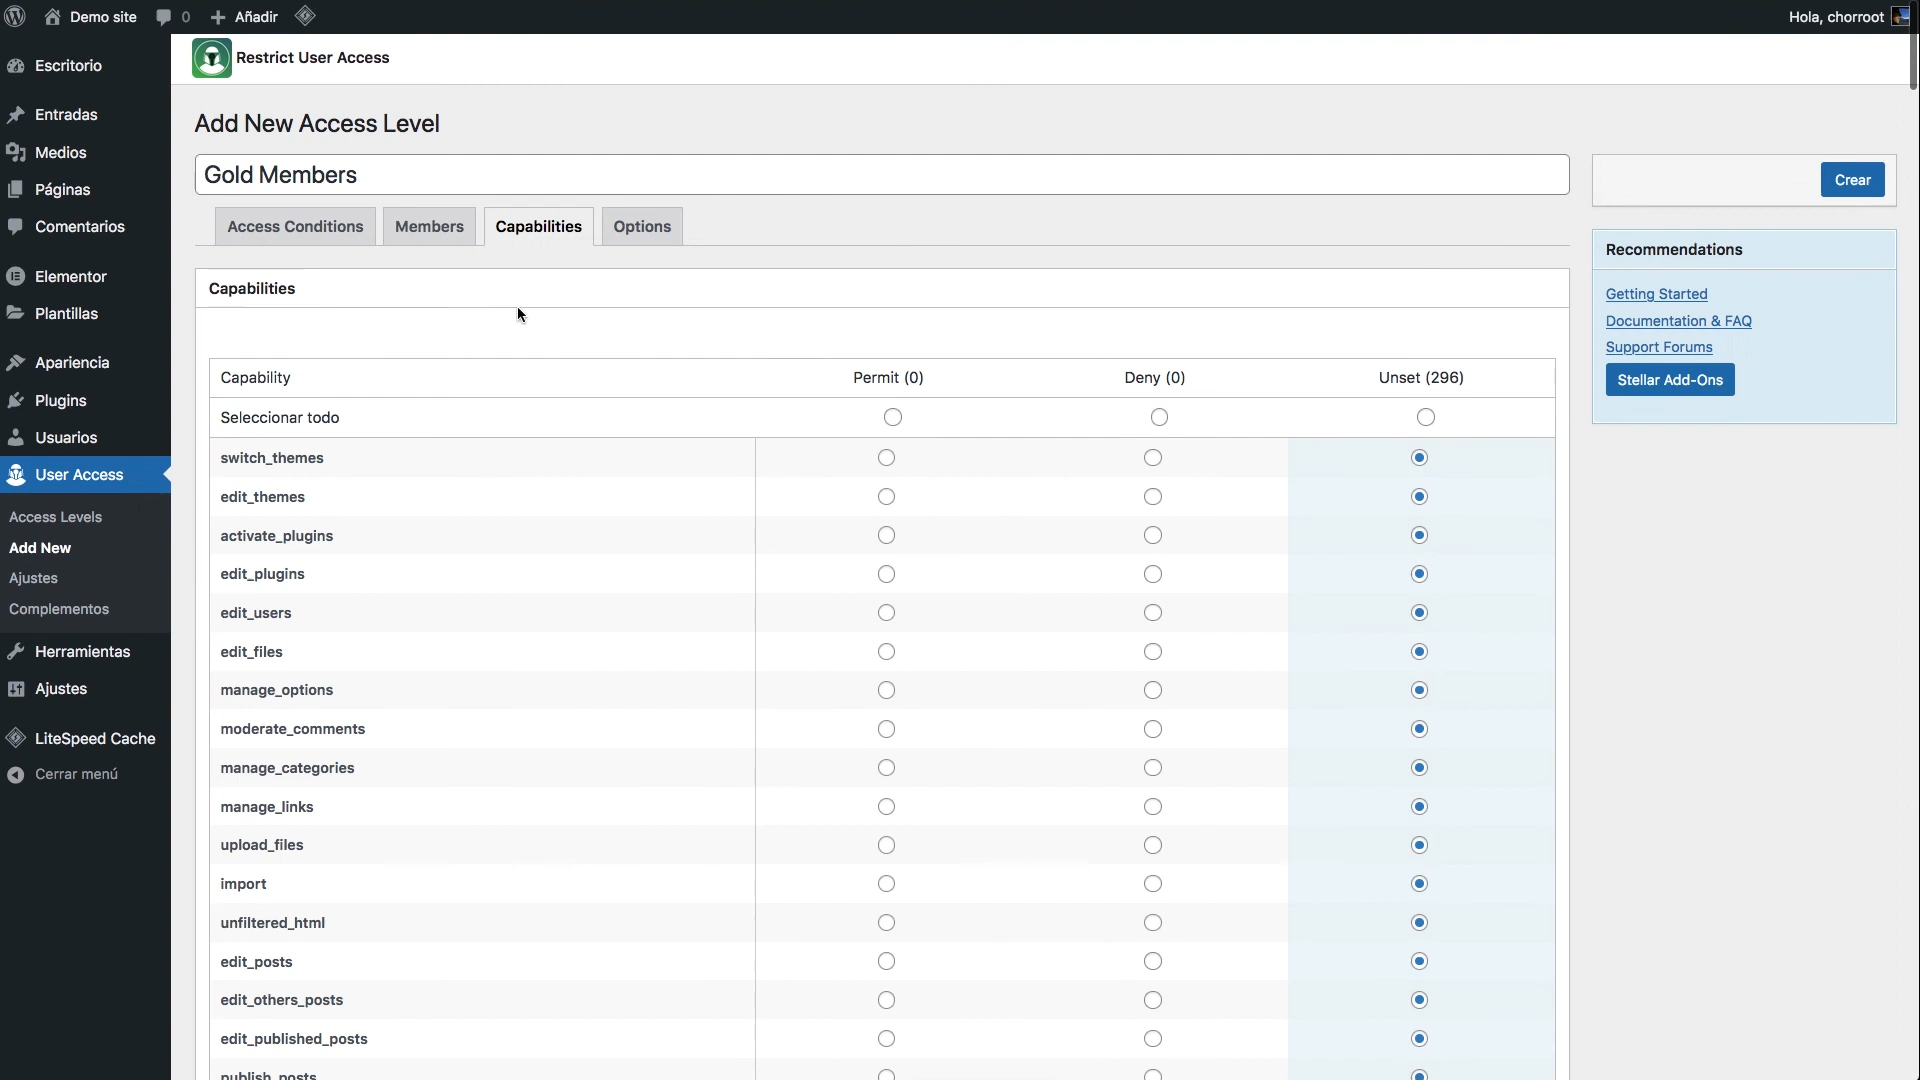 Demo site
0
Añadir
Hola, chorroot
Escritorio
Entradas
Medios
Páginas
Comentarios
Elementor
Plantillas
Apariencia
Plugins
Usuarios
User Access
Access Levels
Add New
Ajustes
Complementos
Herramientas
Ajustes
LiteSpeed Cache
Cerrar menú
Restrict User Access
Add New Access Level
Gold Members
Access Conditions
Members
Capabilities
Options
Capabilities
Capability Permit (0) Deny (0) Unset (296)
Seleccionar todo
switch_themes
edit_themes
activate_plugins
edit_plugins
edit_users
edit_files
manage_options
moderate_comments
manage_categories
manage_links
upload_files
import
unfiltered_html
edit_posts
edit_others_posts
edit_published_posts
publish_posts
Crear
Recommendations
Getting Started
Documentation & FAQ
Support Forums
Stellar Add-Ons